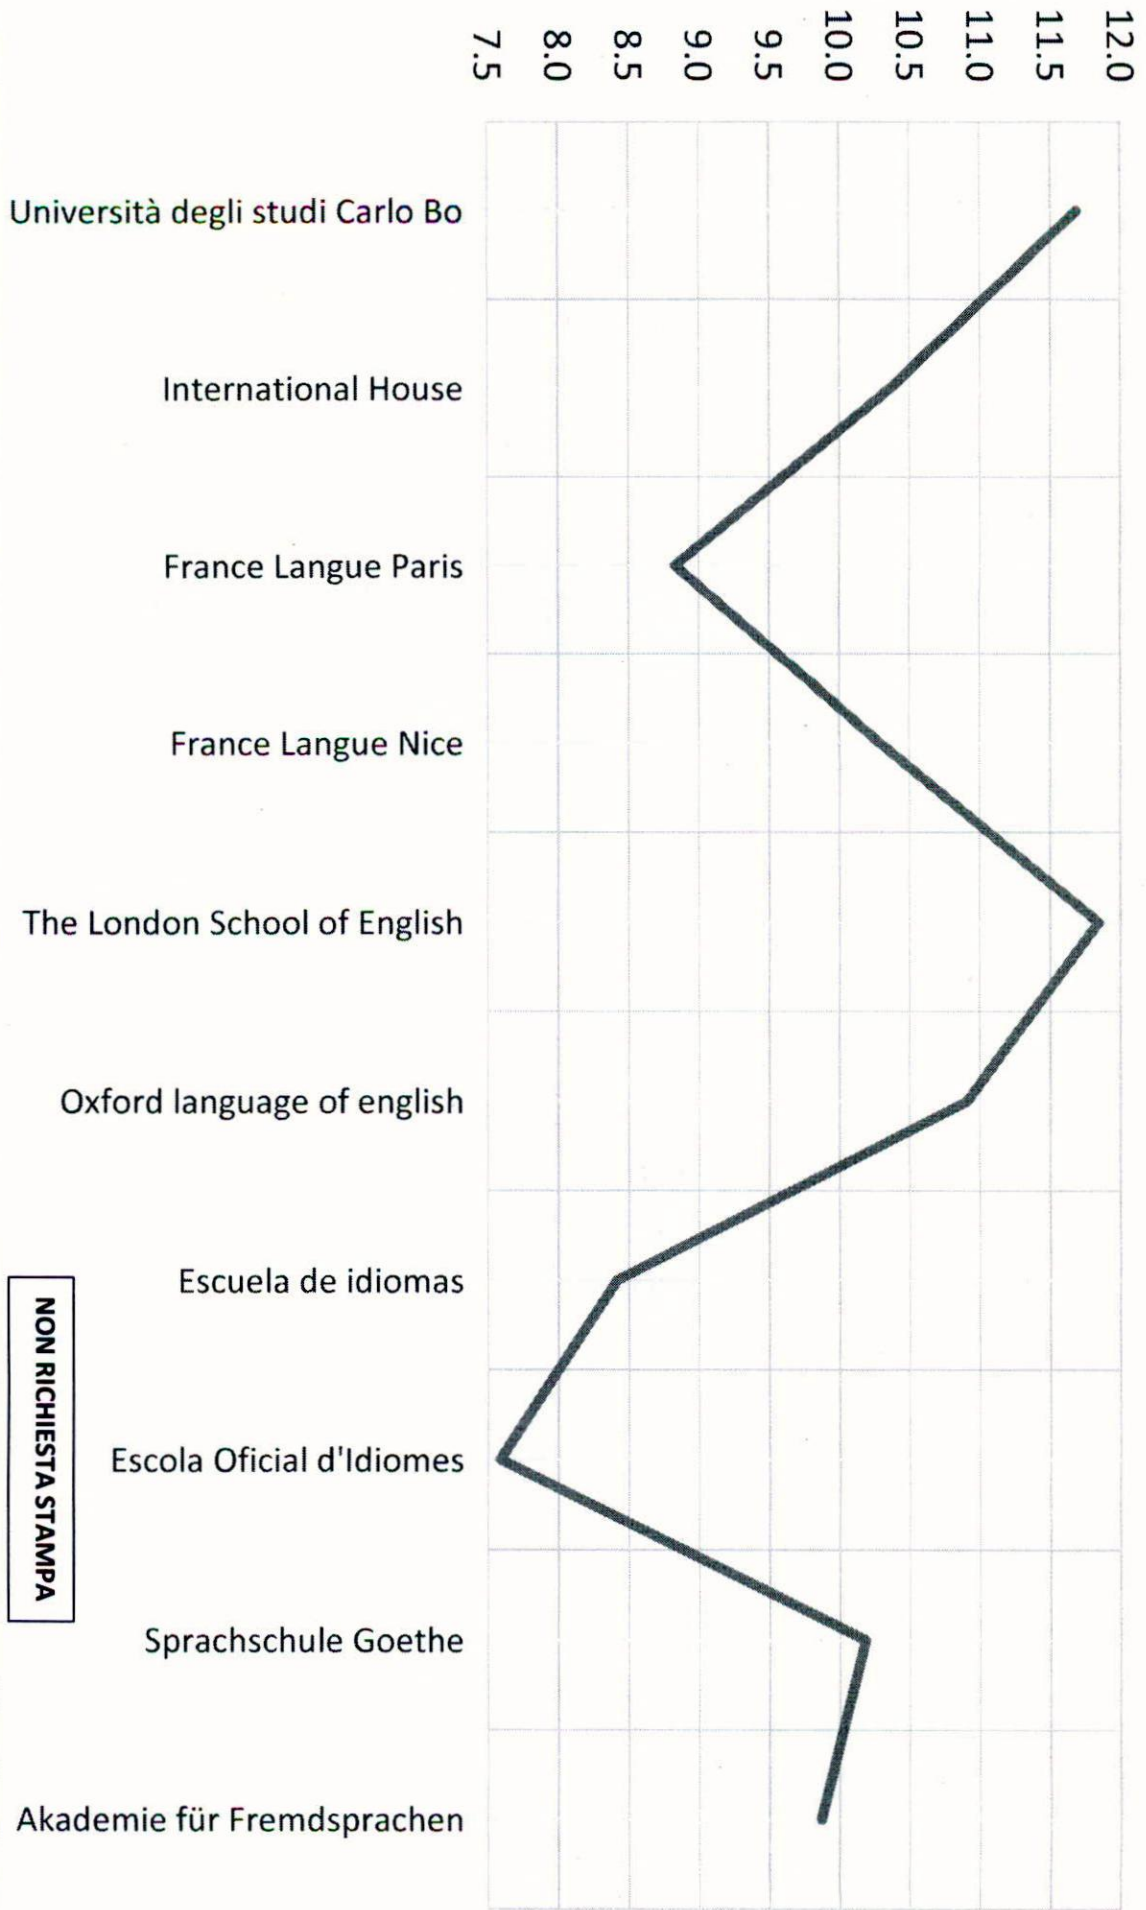 12.0
11.5
11.0
10.5
10.0
9.5
9.0
8.5
8.0
7.5
Università degli studi Carlo Bo
International House
France Langue Paris
France Langue Nice
The London School of English
Oxford language of english
Escuela de idiomas
Escola Oficial d'Idiomes
Sprachschule Goethe
Akademie für Fremdsprachen
NON RICHIESTA STAMPA